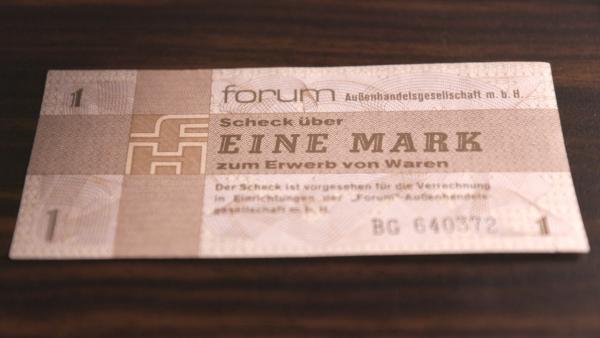 1
forum Außenhandelsgesellschaft m. b. H.
Scheck über
EINE MARK
zum Erwerb von Waren
Der Scheck ist vorgesehen für die Verrechnung
in Einrichtungen der „Forum"-Außenhandels-
gesellschaft m. b. H.
BG 640372
1
1